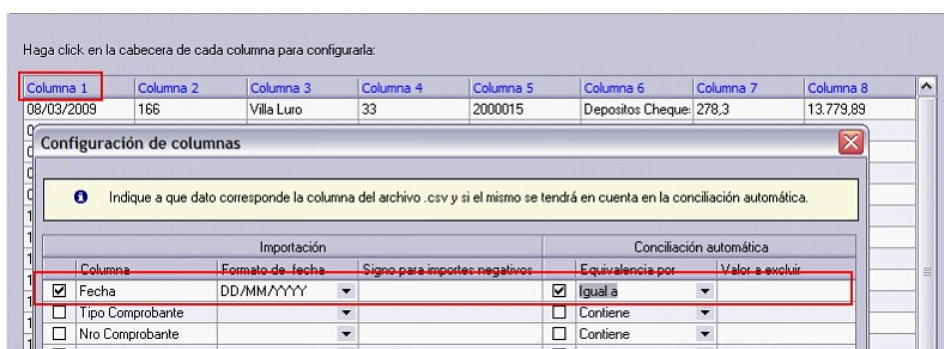 Haga click en la cabecera de cada columna para configurarla:
Columna 1 Columna 2 Columna 3 Columna 4 Columna 5 Columna 6 Columna 7 Columna 8
08/03/2009 166 Villa Luro 33 2000015 Depositos Cheque: 278,3 13.779,89
Configuración de columnas
Indique a que dato corresponde la columna del archivo .csv y si el mismo se tendrá en cuenta en la conciliación automática.
Importación Conciliación automática
Columna Formato de fecha Signo para importes negativos Equivalencia por Valor a excluir
Fecha DD/MM/YYYY Igual a
Tipo Comprobante Contiene
Nro Comprobante Contiene